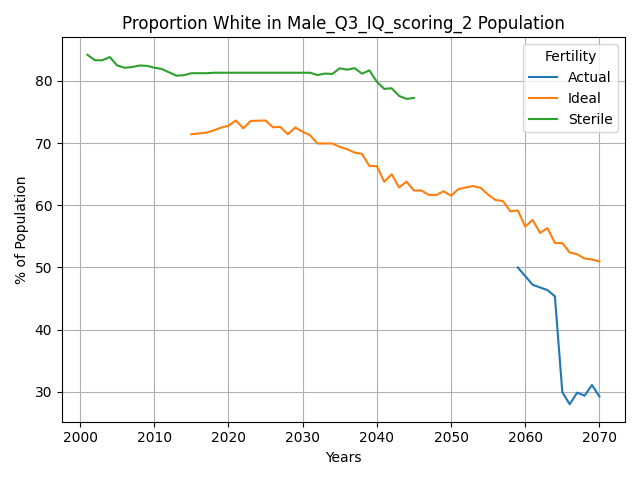 Proportion White in Male_Q3_IQ_scoring_2 Population
Fertility
Actual
Ideal
Sterile
% of Population
80
70
60
50
40
30
2000 2010 2020 2030 2040 2050 2060 2070
Years